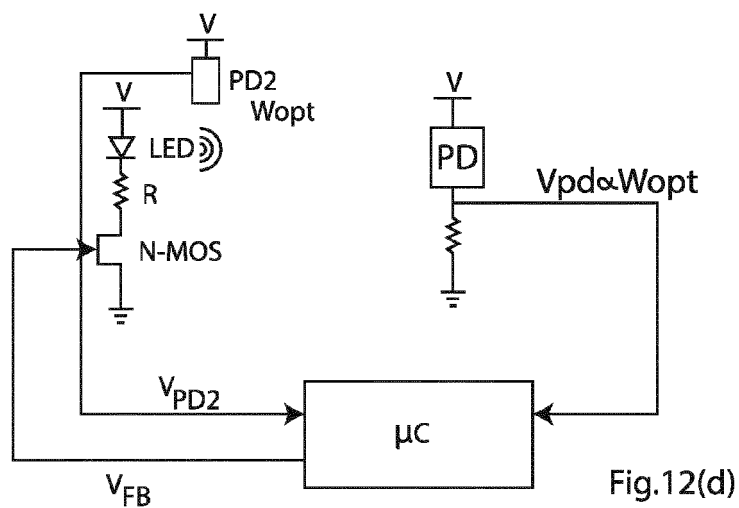 V
PD2
Wopt
V
LED
R
N-MOS
V
PD
Vpd∝Wopt
VPD2
μC
VFB
Fig.12(d)